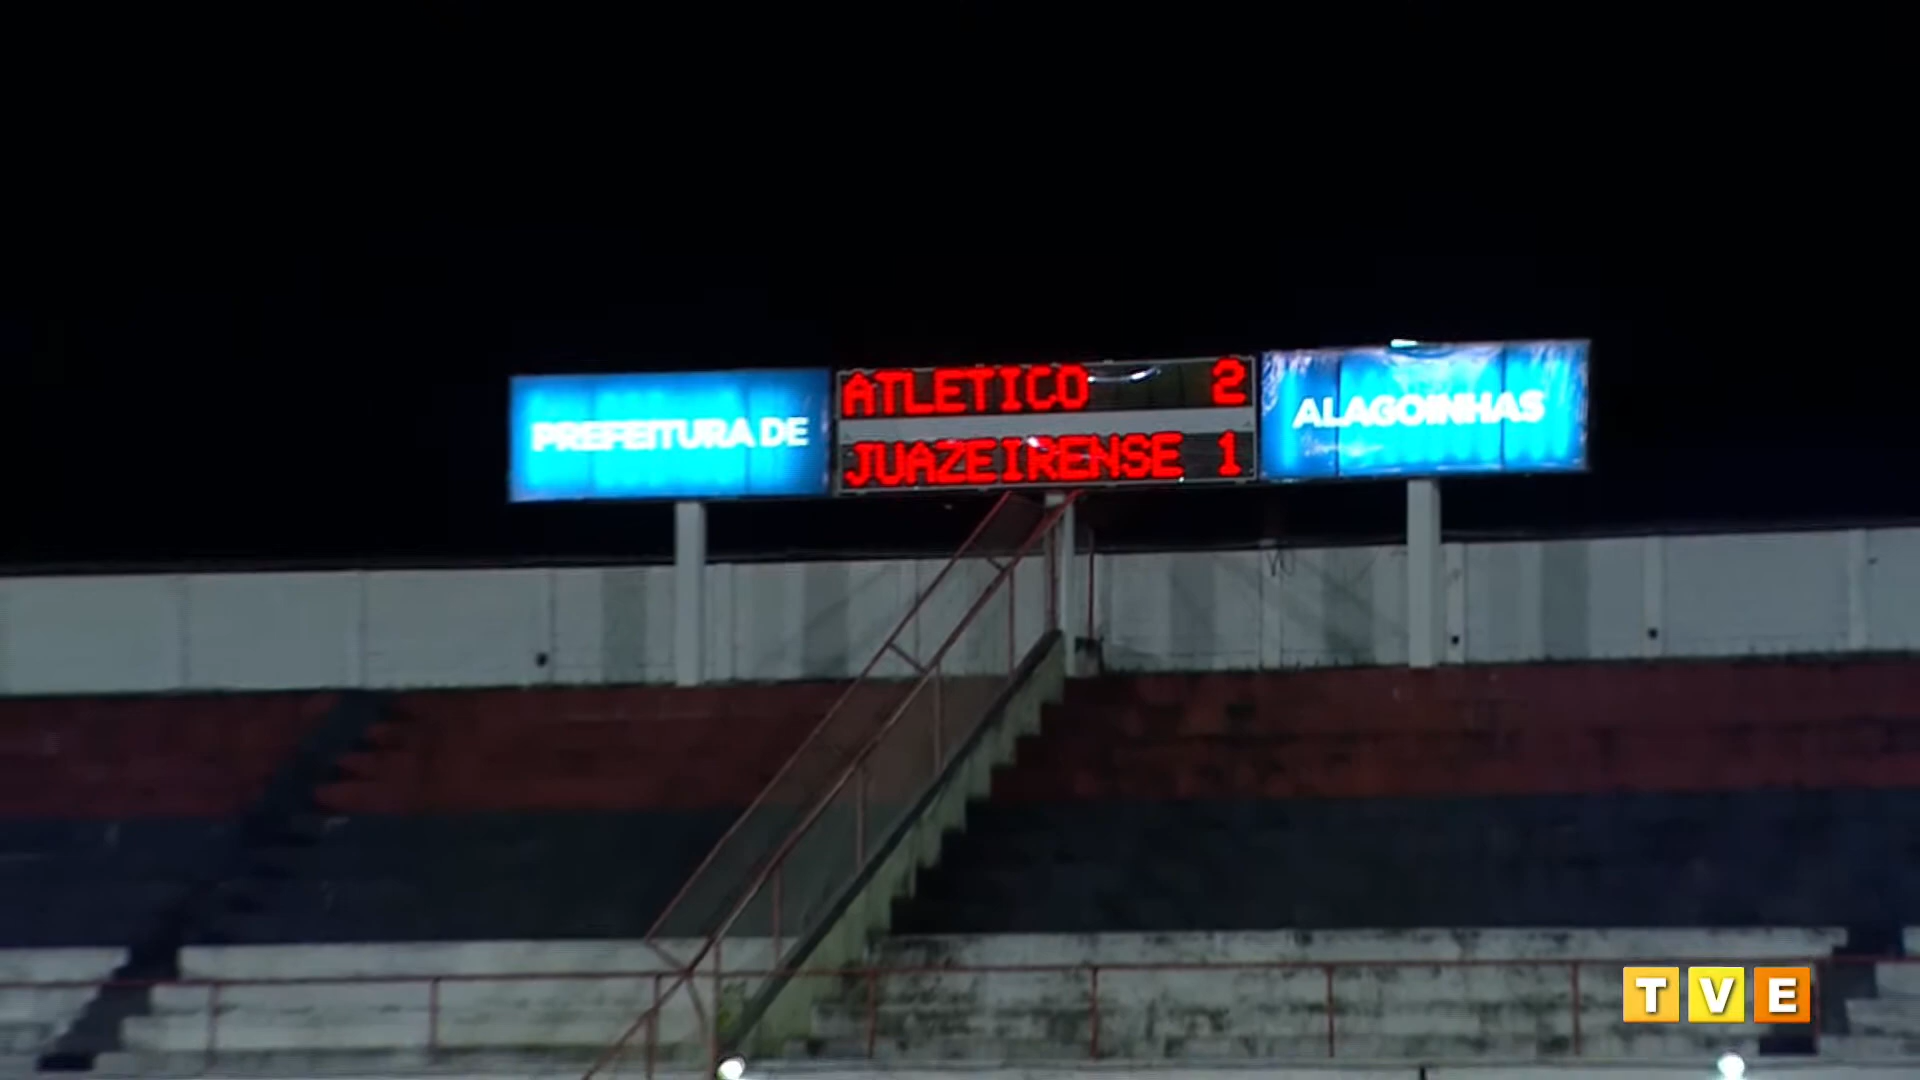 PREFEITURA DE
ATLETICO 2
JUAZEIRENSE 1
ALAGOINHAS
TVE